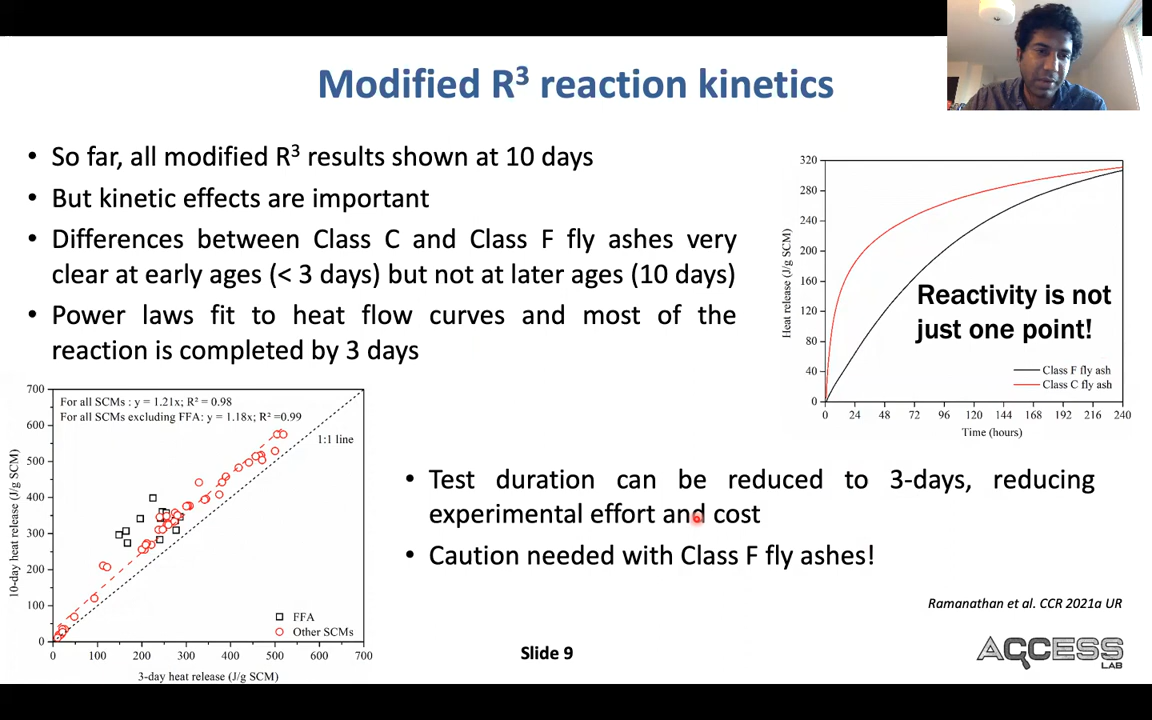 Modified R³ reaction kinetics
• So far, all modified R³ results shown at 10 days
• But kinetic effects are important
• Differences between Class C and Class F fly ashes very
clear at early ages (< 3 days) but not at later ages (10 days)
• Power laws fit to heat flow curves and most of the
reaction is completed by 3 days
320
280
240
200
160
120
80
40
0
Heat release (J/g SCM)
Reactivity is not
just one point!
Class F fly ash
Class C fly ash
0 24 48 72 96 120 144 168 192 216 240
Time (hours)
700
600
500
400
300
200
100
0
10-day heat release (J/g SCM)
For all SCMs : y = 1.21x; R² = 0.98
For all SCMs excluding FFA: y = 1.18x; R² =0.99
1:1 line
FFA
Other SCMs
0 100 200 300 400 500 600 700
3-day heat release (J/g SCM)
• Test duration can be reduced to 3-days, reducing
experimental effort and cost
• Caution needed with Class F fly ashes!
Ramanathan et al. CCR 2021a UR
Slide 9
ACCESS
LAB